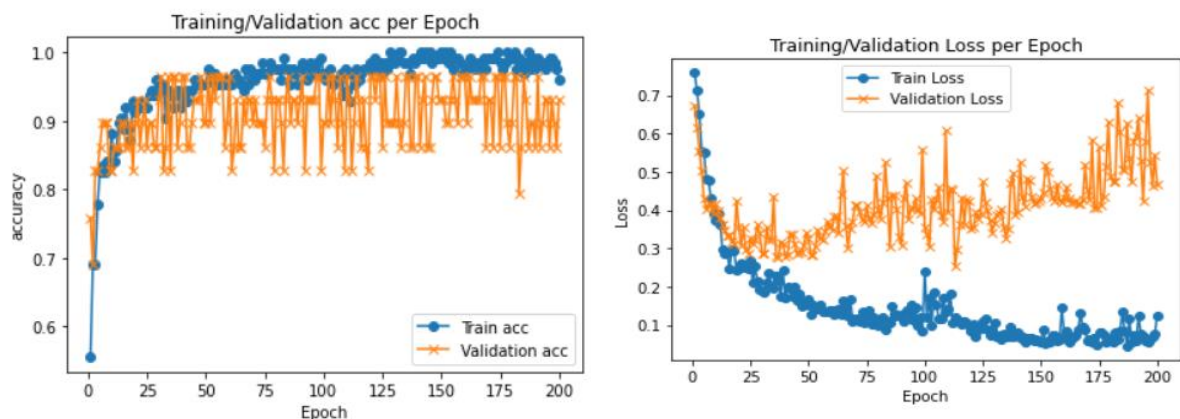 Training/Validation acc per Epoch
accuracy
1.0
0.9
0.8
0.7
0.6
Train acc
Validation acc
0 25 50 75 100 125 150 175 200
Epoch
Training/Validation Loss per Epoch
Loss
0.7
0.6
0.5
0.4
0.3
0.2
0.1
Train Loss
Validation Loss
0 25 50 75 100 125 150 175 200
Epoch